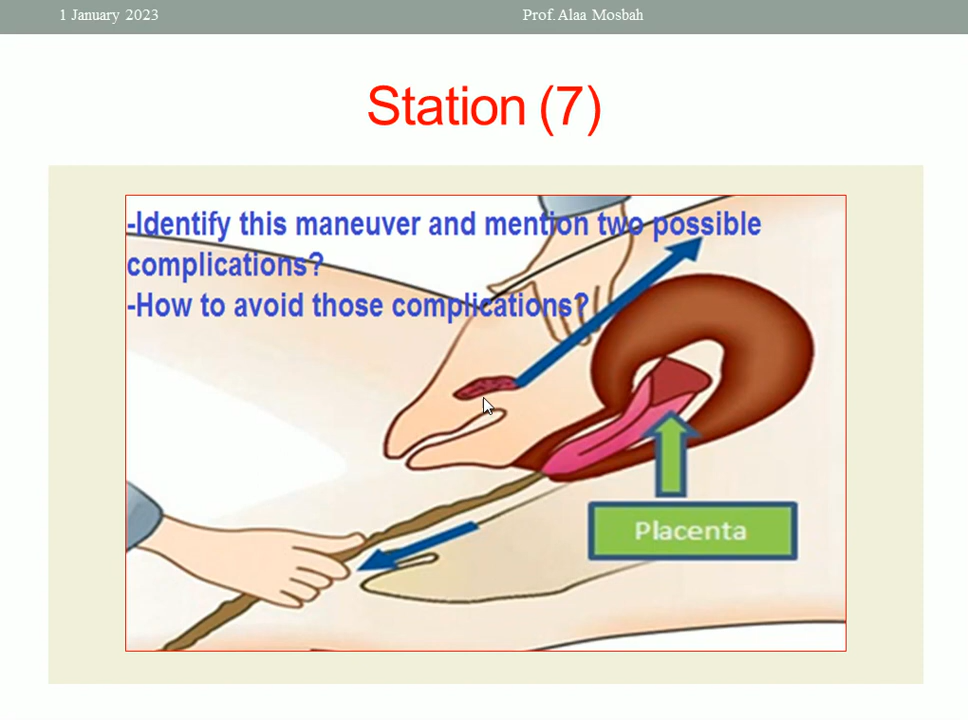 1 January 2023
Prof. Alaa Mosbah
Station (7)
-Identify this maneuver and mention two possible
complications?
-How to avoid those complications?
Placenta